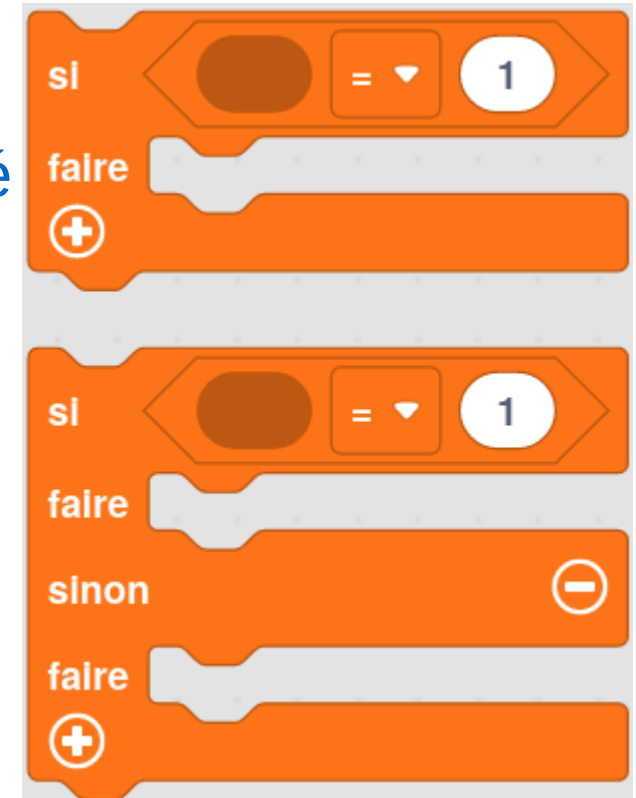 si = 1
é
faire
si = 1
faire
sinon
faire